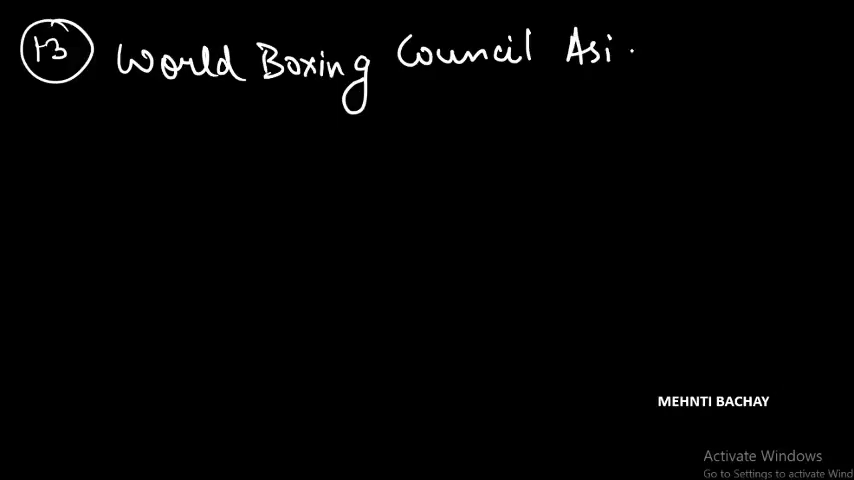 13 World Boxing Council Asi
MEHNTI BACHAY
Activate Windows
Go to Settings to activate Wind